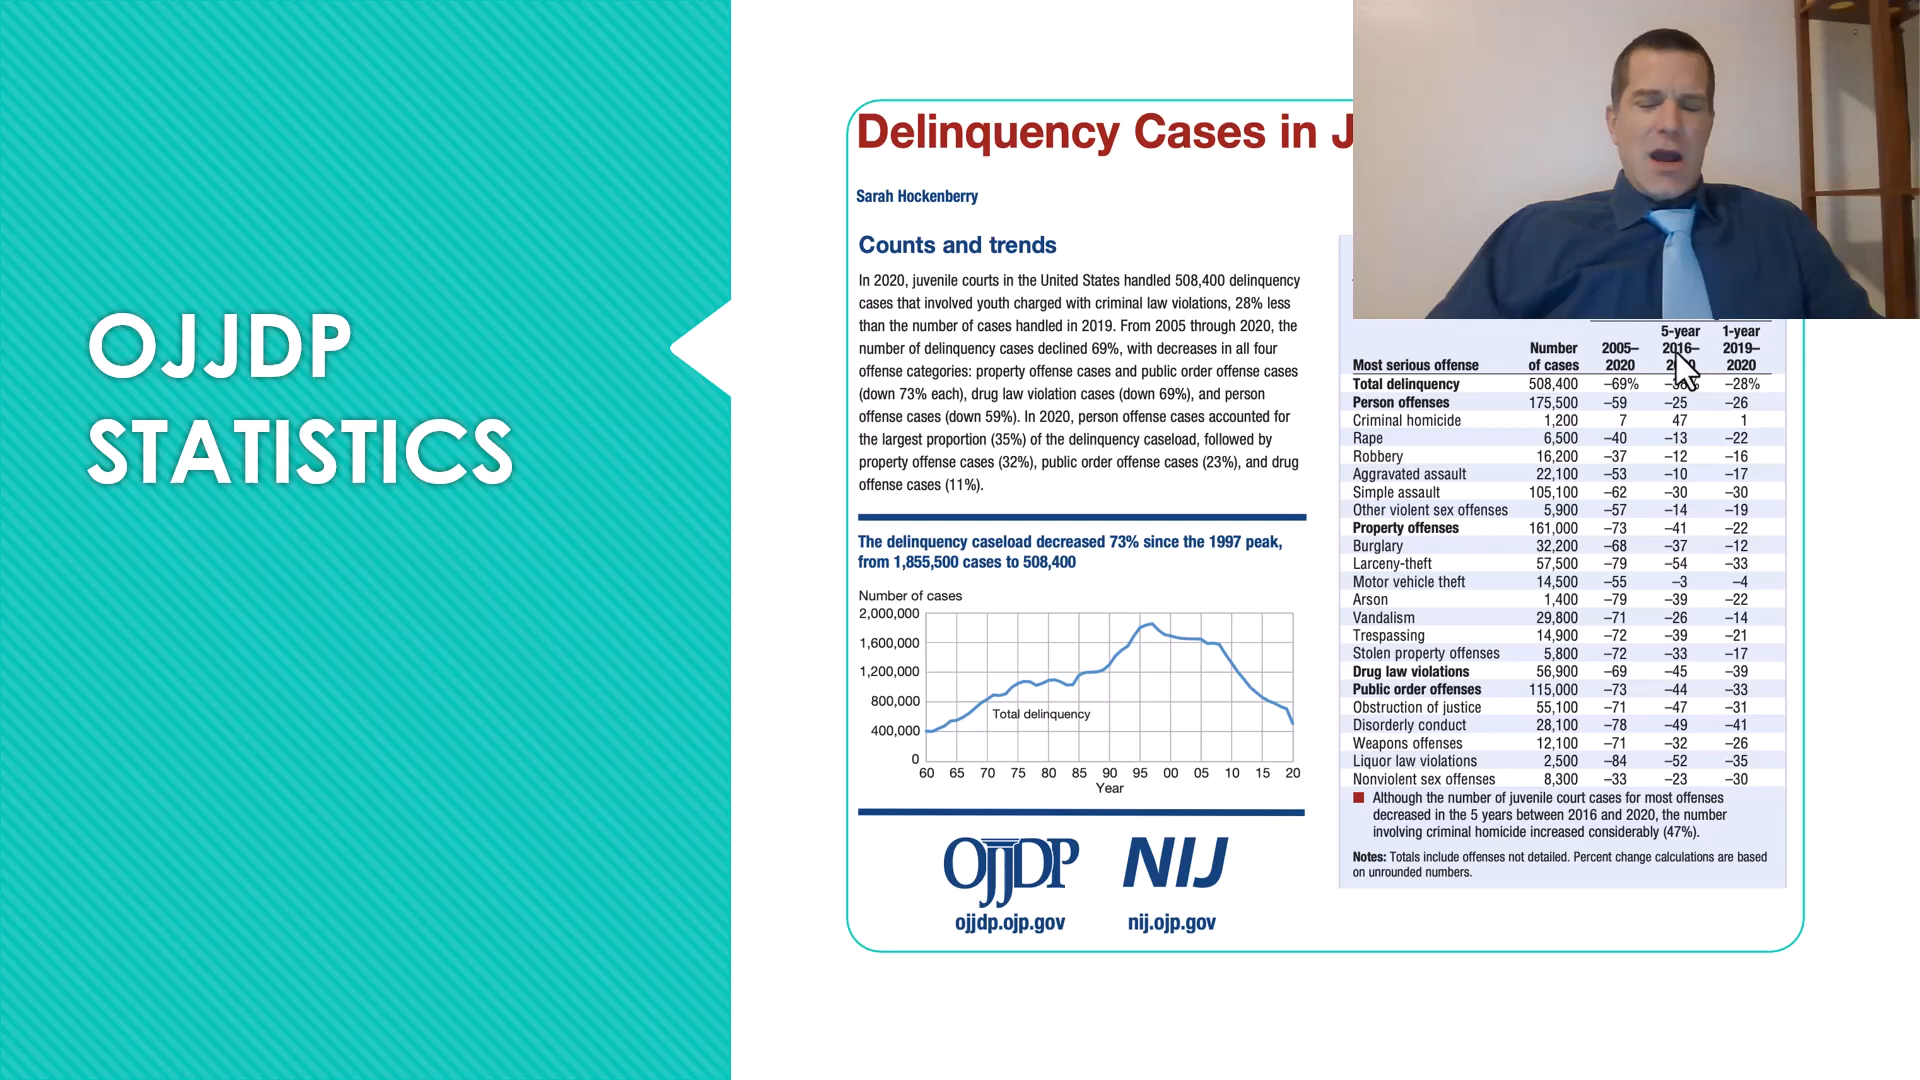 OJJDP
STATISTICS
Delinquency Cases in J
Sarah Hockenberry
Counts and trends
In 2020, juvenile courts in the United States handled 508,400 delinquency
cases that involved youth charged with criminal law violations, 28% less
than the number of cases handled in 2019. From 2005 through 2020, the
number of delinquency cases declined 69%, with decreases in all four
offense categories: property offense cases and public order offense cases
(down 73% each), drug law violation cases (down 69%), and person
offense cases (down 59%). In 2020, person offense cases accounted for
the largest proportion (35%) of the delinquency caseload, followed by
property offense cases (32%), public order offense cases (23%), and drug
offense cases (11%).
The delinquency caseload decreased 73% since the 1997 peak,
from 1,855,500 cases to 508,400
Number of cases
2,000,000
1,600,000
1,200,000
800,000
400,000
0
Total delinquency
60 65 70 75 80 85 90 95 00 05 10 15 20
Year
OJJDP
ojjdp.ojp.gov
NIJ
nij.ojp.gov
5-year 1-year
Number 2005– 2016– 2019–
Most serious offense of cases 2020 2020
Total delinquency 508,400 –69% –28%
Person offenses 175,500 –59 –25 –26
Criminal homicide 1,200 7 47 1
Rape 6,500 –40 –13 –22
Robbery 16,200 –37 –12 –16
Aggravated assault 22,100 –53 –10 –17
Simple assault 105,100 –62 –30 –30
Other violent sex offenses 5,900 –57 –14 –19
Property offenses 161,000 –73 –41 –22
Burglary 32,200 –68 –37 –12
Larceny-theft 57,500 –79 –54 –33
Motor vehicle theft 14,500 –55 –3 –4
Arson 1,400 –79 –39 –22
Vandalism 29,800 –71 –26 –14
Trespassing 14,900 –72 –39 –21
Stolen property offenses 5,800 –72 –33 –17
Drug law violations 56,900 –69 –45 –39
Public order offenses 115,000 –73 –44 –33
Obstruction of justice 55,100 –71 –47 –31
Disorderly conduct 28,100 –78 –49 –41
Weapons offenses 12,100 –71 –32 –26
Liquor law violations 2,500 –84 –52 –35
Nonviolent sex offenses 8,300 –33 –23 –30
Although the number of juvenile court cases for most offenses
decreased in the 5 years between 2016 and 2020, the number
involving criminal homicide increased considerably (47%).
Notes: Totals include offenses not detailed. Percent change calculations are based
on unrounded numbers.